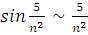 sin 5/n² ~ 5/n²